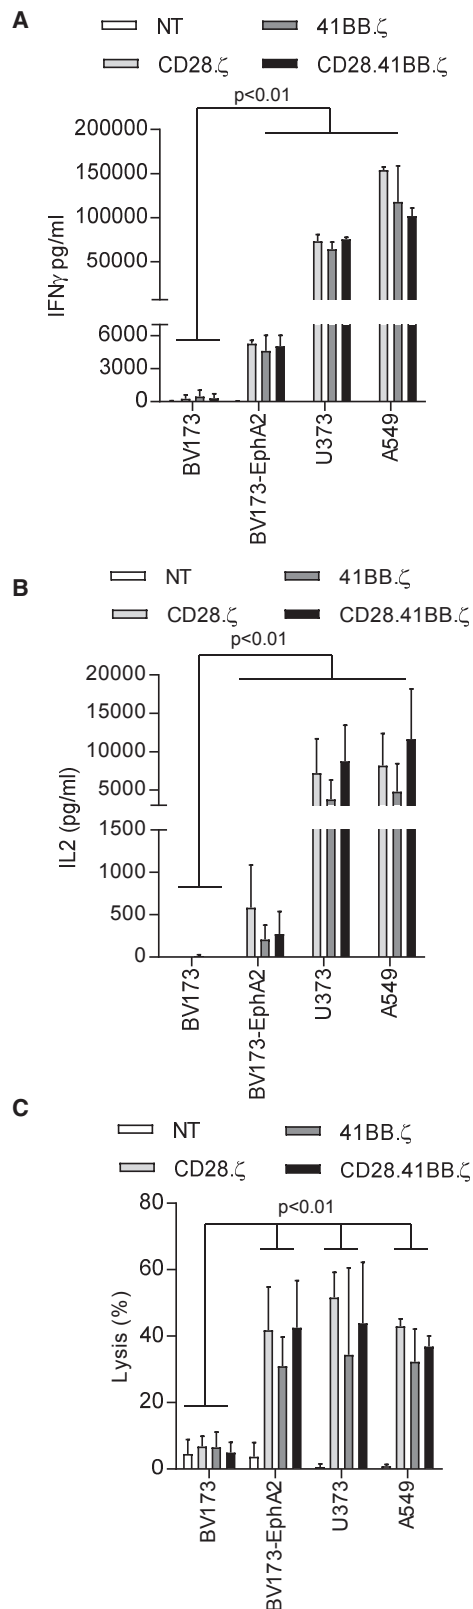 A
NT
41BB.ζ
CD28.ζ
CD28.41BB.ζ
p<0.01
200000
150000
100000
50000
6000
3000
0
IFNγ pg/ml
BV173
BV173-EphA2
U373
A549
B
NT
41BB.ζ
CD28.ζ
CD28.41BB.ζ
p<0.01
20000
15000
10000
5000
1500
1000
500
0
IL2 (pg/ml)
BV173
BV173-EphA2
U373
A549
C
NT
41BB.ζ
CD28.ζ
CD28.41BB.ζ
80
p<0.01
60
40
20
0
Lysis (%)
BV173
BV173-EphA2
U373
A549